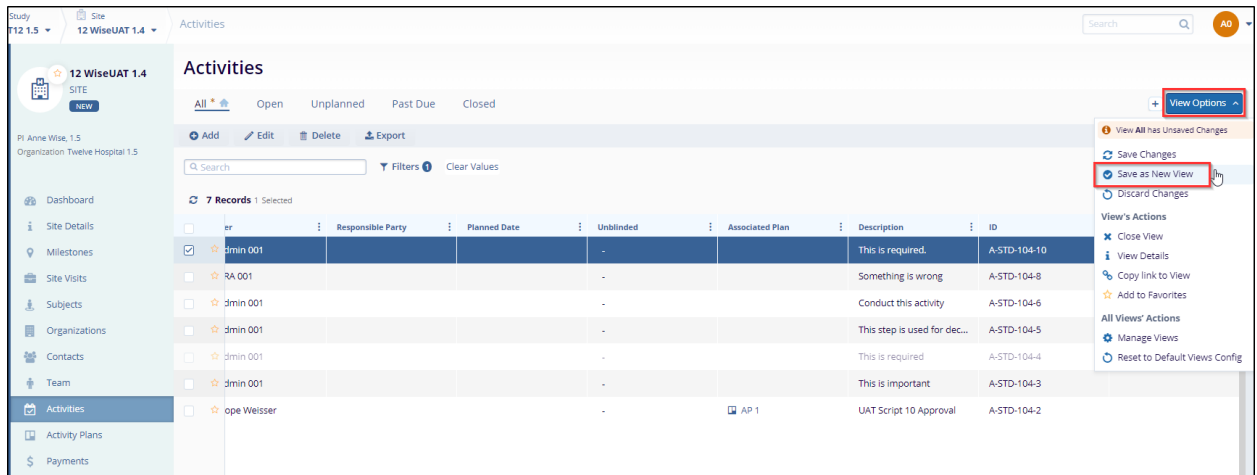 Study
Site
T12 1.5
12 WiseUAT 1.4
Activities
Search
A0
12 WiseUAT 1.4
SITE
NEW
PI Anne Wise, 1.5
Organization Twelve Hospital 1.5
Dashboard
Site Details
Milestones
Site Visits
Subjects
Organizations
Contacts
Team
Activities
Activity Plans
Payments
Activities
All *
Open
Unplanned
Past Due
Closed
+
View Options
Add
Edit
Delete
Export
Search
Filters 1
Clear Values
7 Records 1 Selected
er
Responsible Party
Planned Date
Unblinded
Associated Plan
Description
ID
dmin 001 - This is required. A-STD-104-10
RA 001 - Something is wrong A-STD-104-8
dmin 001 - Conduct this activity A-STD-104-6
dmin 001 - This step is used for dec... A-STD-104-5
dmin 001 - This is required A-STD-104-4
dmin 001 - This is important A-STD-104-3
ope Weisser - AP 1 UAT Script 10 Approval A-STD-104-2
View All has Unsaved Changes
Save Changes
Save as New View
Discard Changes
View's Actions
Close View
View Details
Copy link to View
Add to Favorites
All Views' Actions
Manage Views
Reset to Default Views Config